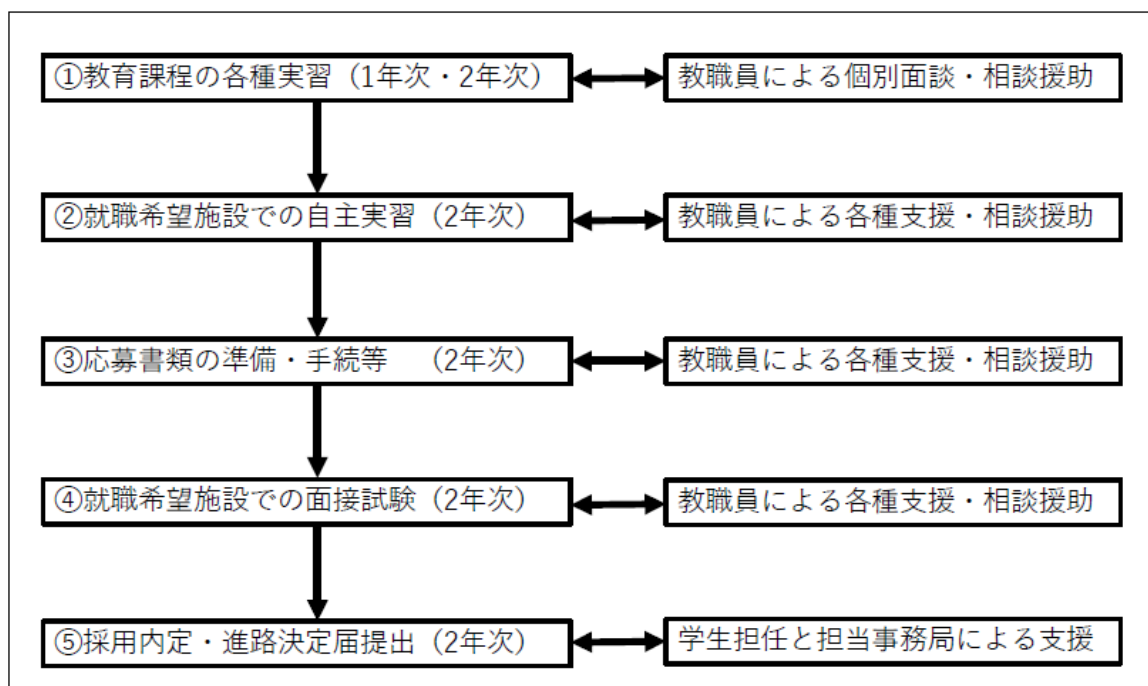 ①教育課程の各種実習（1年次・2年次）
教職員による個別面談・相談援助
②就職希望施設での自主実習（2年次）
教職員による各種支援・相談援助
③応募書類の準備・手続等　（2年次）
教職員による各種支援・相談援助
④就職希望施設での面接試験（2年次）
教職員による各種支援・相談援助
⑤採用内定・進路決定届提出（2年次）
学生担任と担当事務局による支援